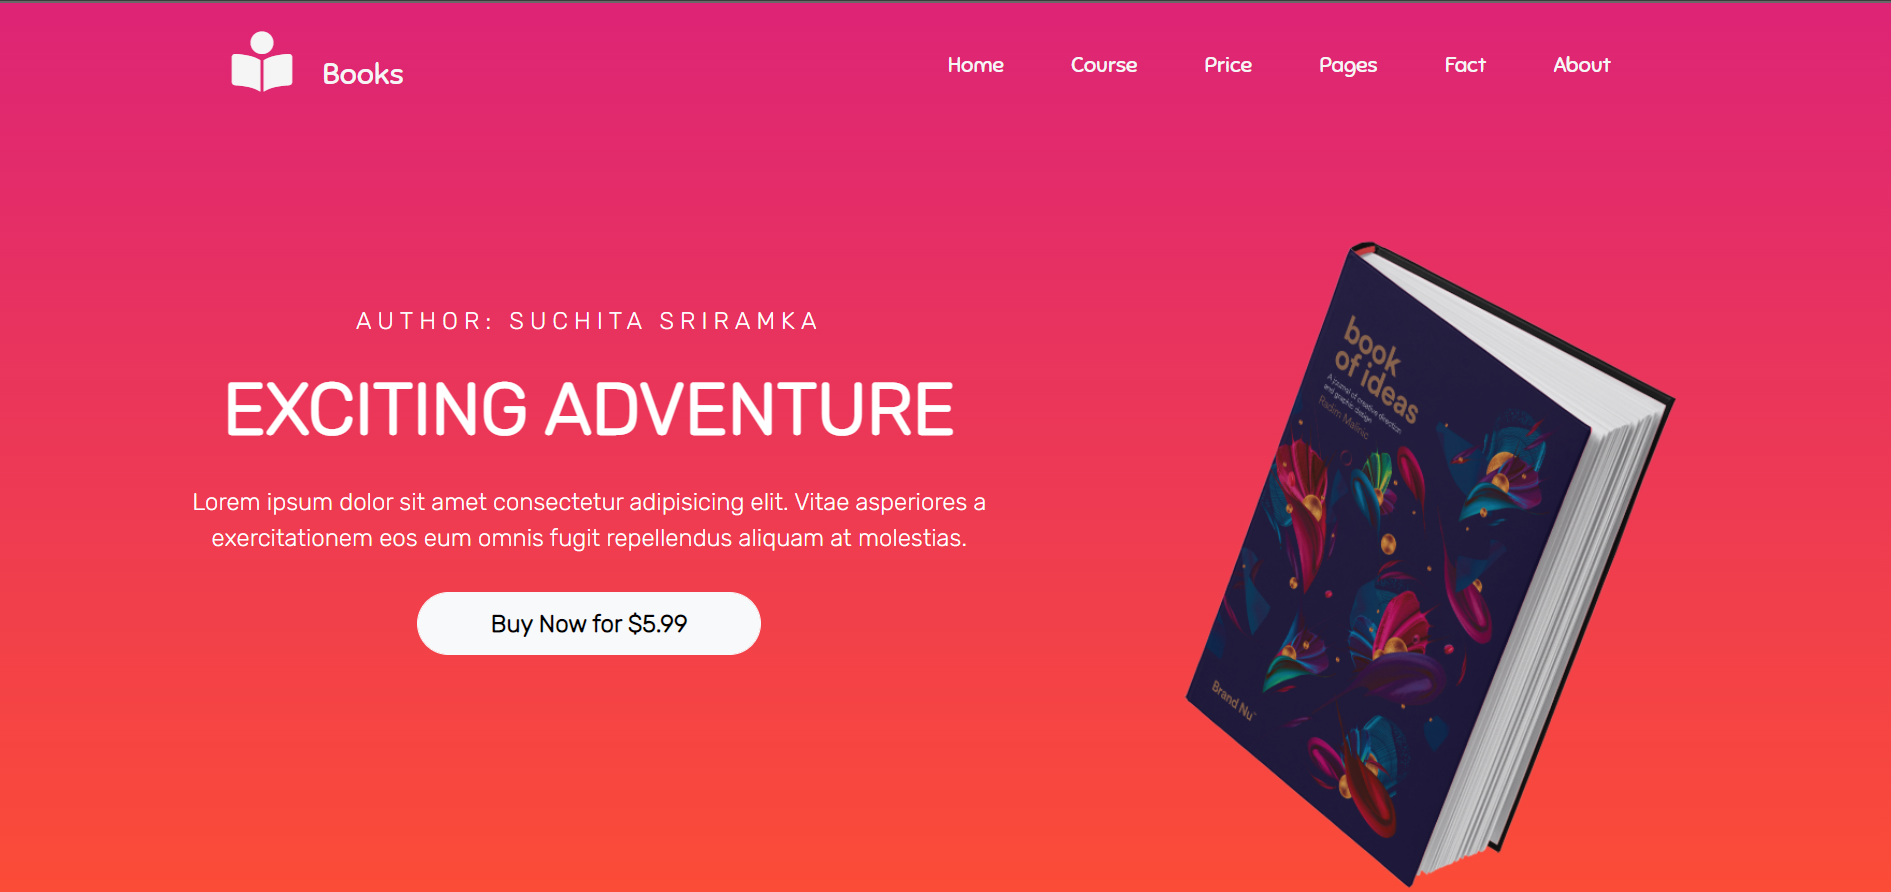 Books
Home Course Price Pages Fact About
AUTHOR: SUCHITA SRIRAMKA
EXCITING ADVENTURE
Lorem ipsum dolor sit amet consectetur adipisicing elit. Vitae asperiores a
exercitationem eos eum omnis fugit repellendus aliquam at molestias.
Buy Now for $5.99
book
of ideas
A journal of creative direction
and graphic design
Radim Malinic
Brand Nu™